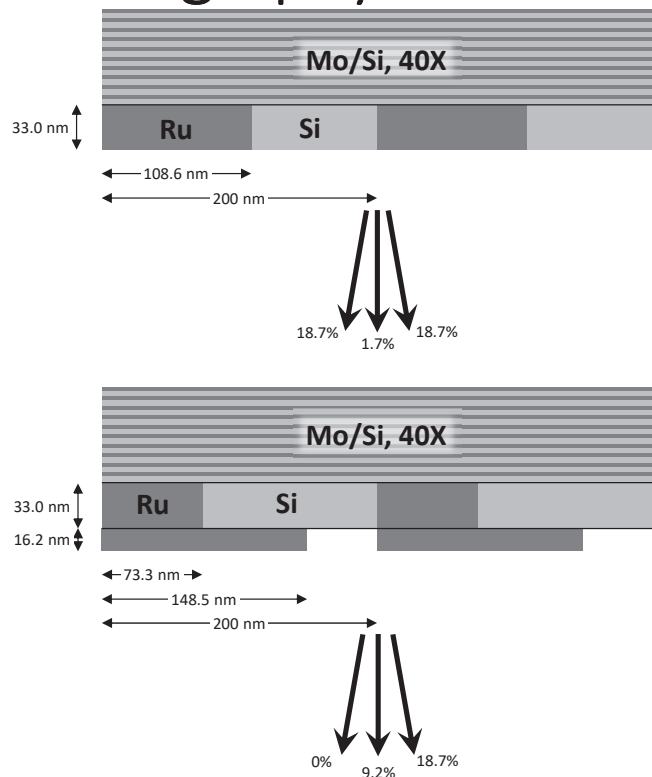 Mo/Si, 40X
33.0 nm
Ru
Si
108.6 nm
200 nm
18.7%
1.7%
18.7%
Mo/Si, 40X
33.0 nm
Ru
Si
16.2 nm
73.3 nm
148.5 nm
200 nm
0%
9.2%
18.7%